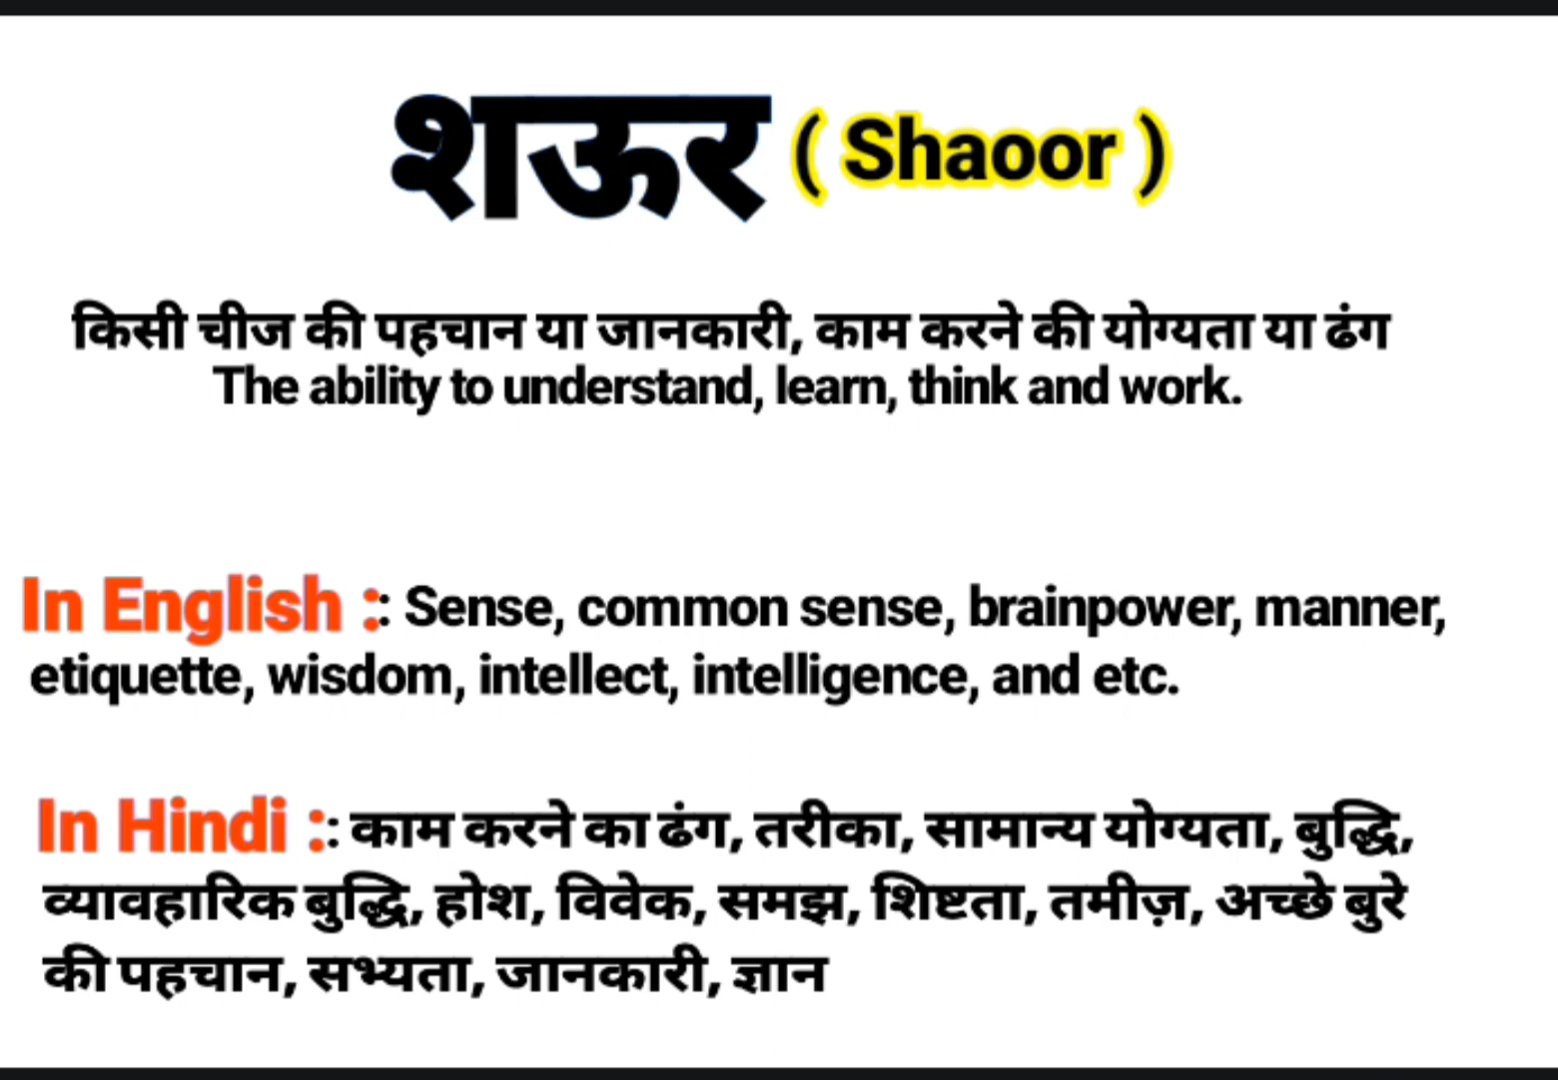 शऊर ( Shaoor )
किसी चीज की पहचान या जानकारी, काम करने की योग्यता या ढंग
The ability to understand, learn, think and work.
In English :: Sense, common sense, brainpower, manner,
etiquette, wisdom, intellect, intelligence, and etc.
In Hindi :: काम करने का ढंग, तरीका, सामान्य योग्यता, बुद्धि,
व्यावहारिक बुद्धि, होश, विवेक, समझ, शिष्टता, तमीज़, अच्छे बुरे
की पहचान, सभ्यता, जानकारी, ज्ञान